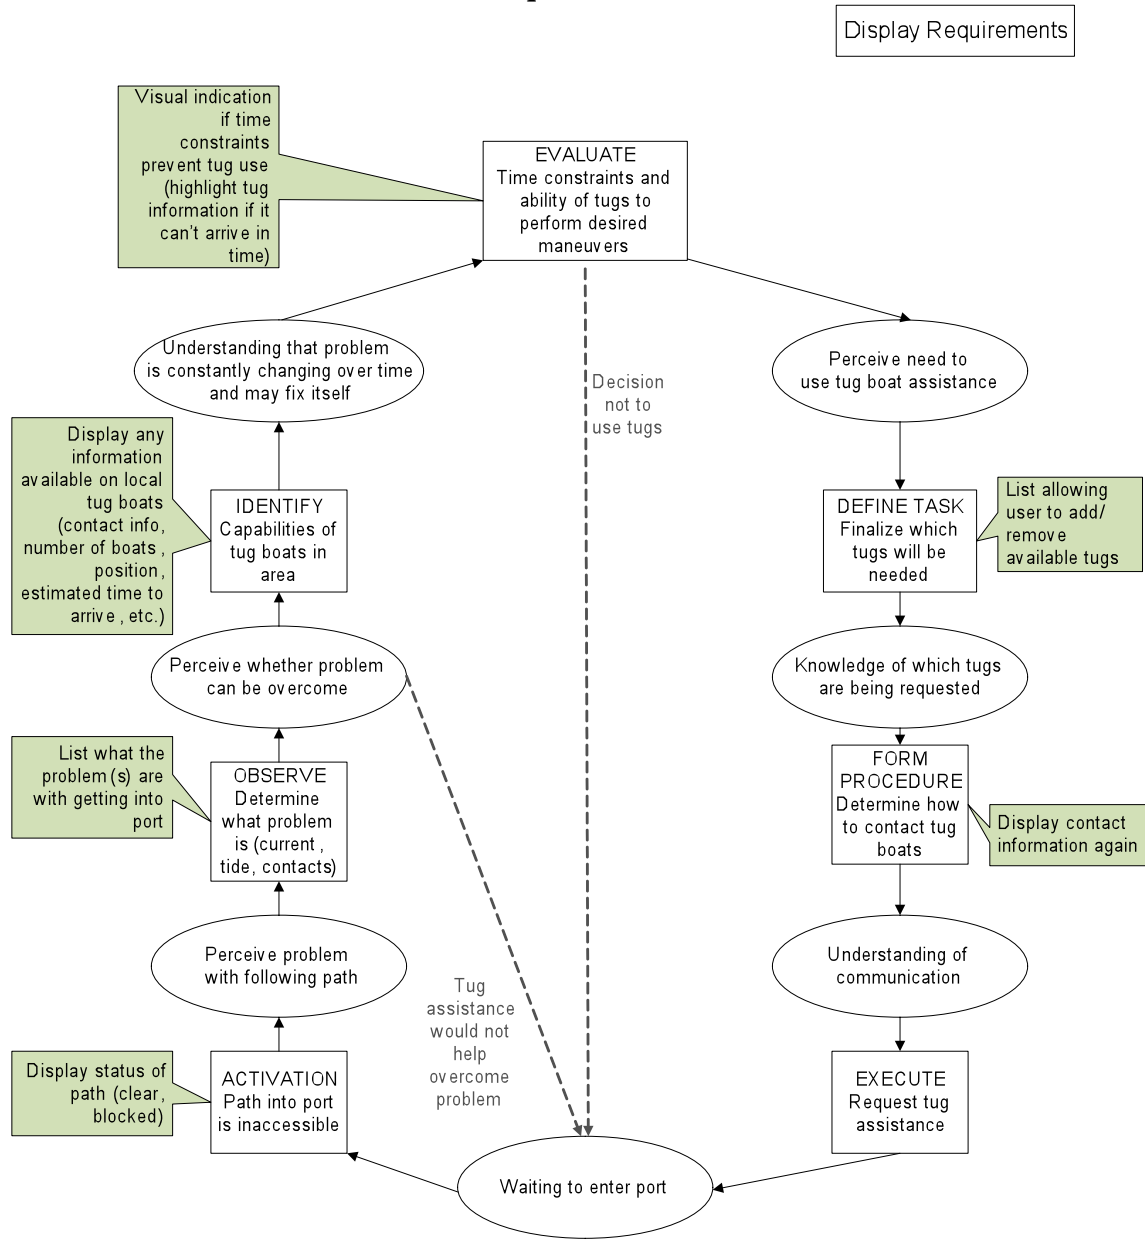 Display Requirements
Visual indication
if time
constraints
prevent tug use
(highlight tug
information if it
can't arrive in
time)
EVALUATE
Time constraints and
ability of tugs to
perform desired
maneuvers
Understanding that problem
is constantly changing over time
and may fix itself
Decision
not to
use tugs
Perceive need to
use tug boat assistance
Display any
information
available on local
tug boats
(contact info,
number of boats,
position,
estimated time to
arrive, etc.)
IDENTIFY
Capabilities of
tug boats in
area
DEFINE TASK
Finalize which
tugs will be
needed
List allowing
user to add/
remove
available tugs
Perceive whether problem
can be overcome
Knowledge of which tugs
are being requested
List what the
problem(s) are
with getting into
port
OBSERVE
Determine
what problem
is (current,
tide, contacts)
FORM
PROCEDURE
Determine how
to contact tug
boats
Display contact
information again
Perceive problem
with following path
Understanding of
communication
Tug
assistance
would not
help
overcome
problem
Display status of
path (clear,
blocked)
ACTIVATION
Path into port
is inaccessible
EXECUTE
Request tug
assistance
Waiting to enter port